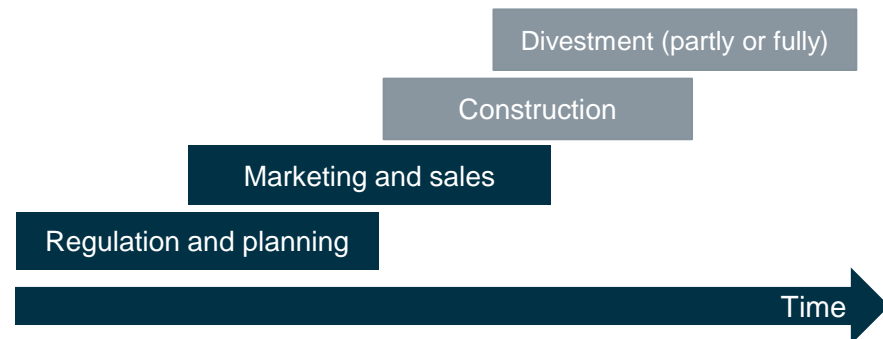 Divestment (partly or fully)
Construction
Marketing and sales
Regulation and planning
Time